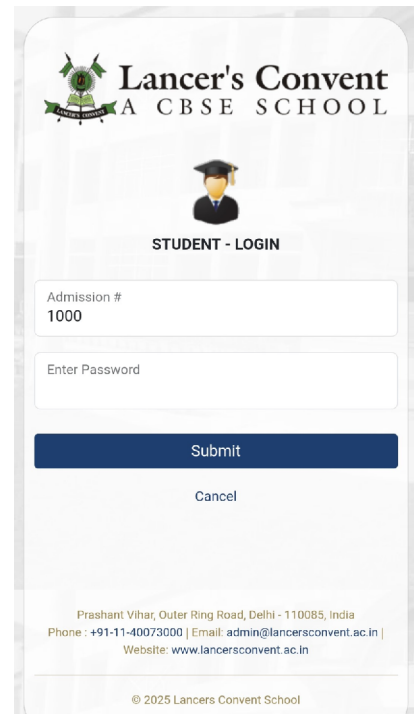 LANCER'S CONVENT
Lancer's Convent
A CBSE SCHOOL
STUDENT - LOGIN
Admission #
1000
Enter Password
Submit
Cancel
Prashant Vihar, Outer Ring Road, Delhi - 110085, India
Phone : +91-11-40073000 | Email: admin@lancersconvent.ac.in |
Website: www.lancersconvent.ac.in
© 2025 Lancers Convent School